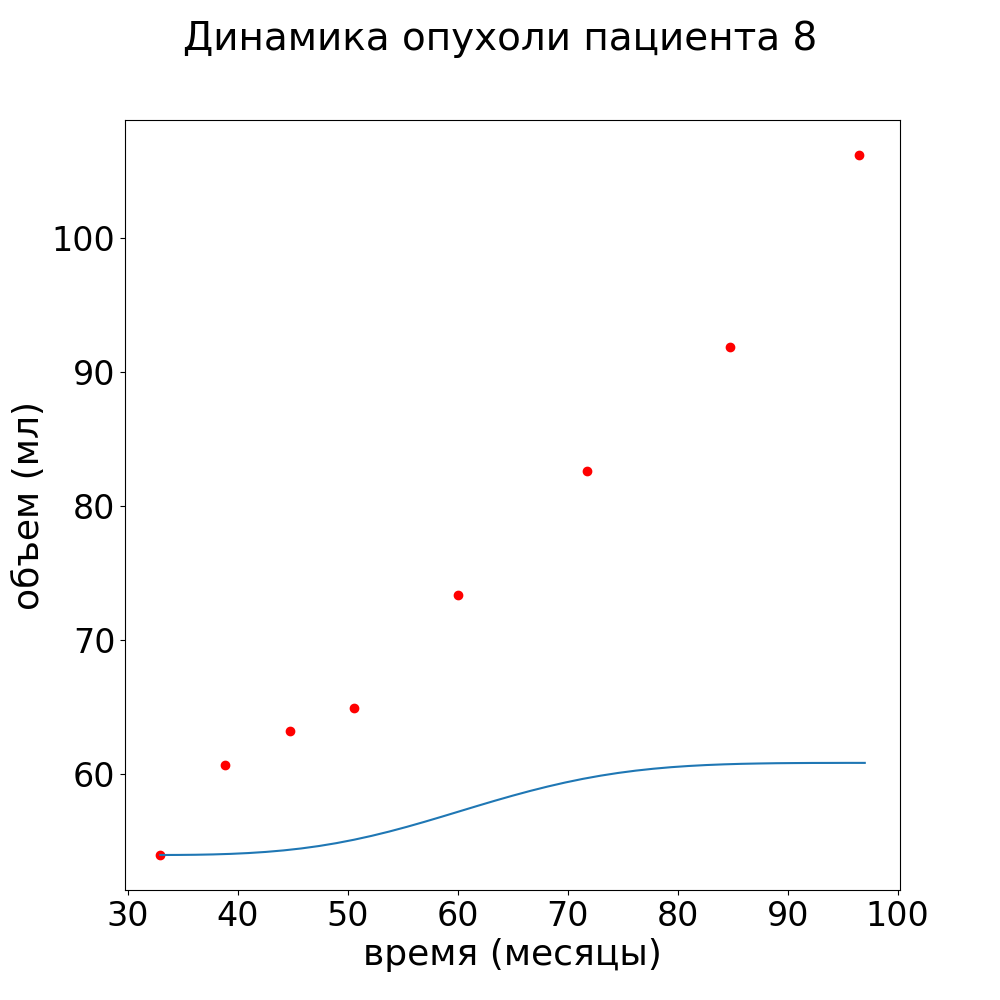 Динамика опухоли пациента 8
100
90
80
70
60
объем (мл)
30 40 50 60 70 80 90 100
время (месяцы)